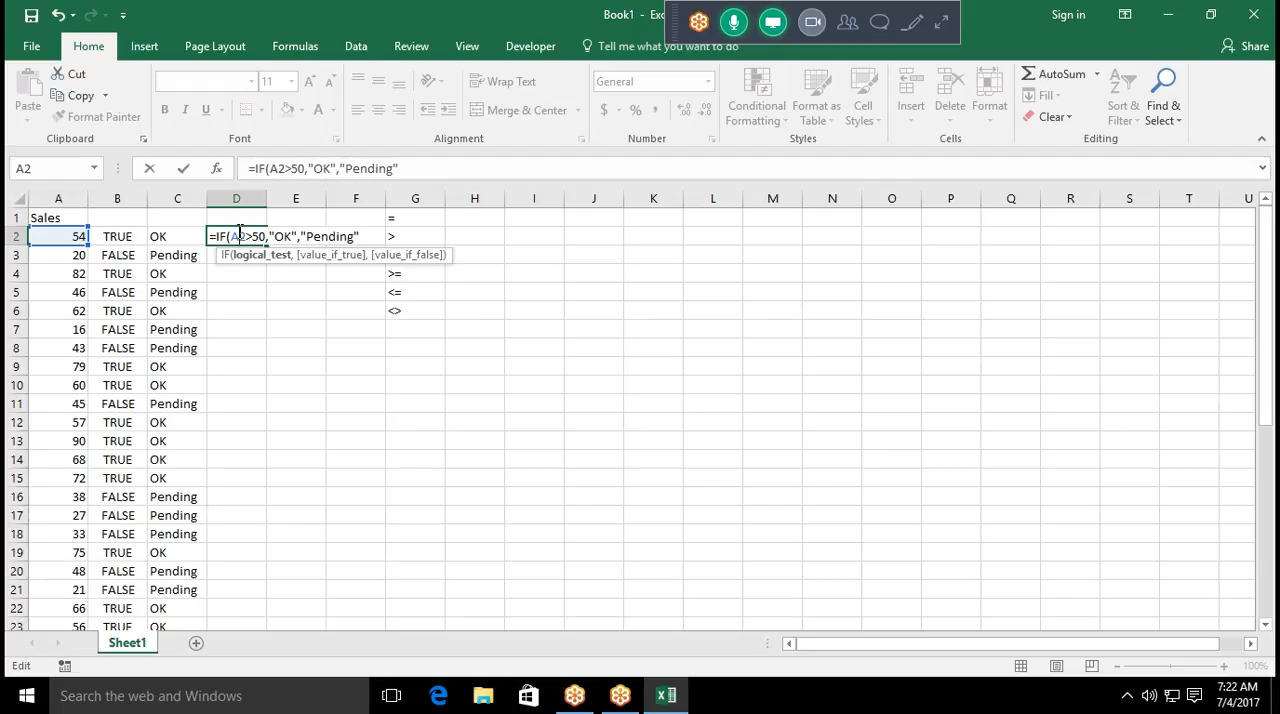 Book1 - Exc
Sign in
File Home Insert Page Layout Formulas Data Review View Developer Tell me what you want to do Share
Paste
Cut
Copy
Format Painter
Clipboard
11
Font
Wrap Text
Merge & Center
Alignment
General
Number
Conditional Formatting
Format as Table
Cell Styles
Styles
Insert
Delete
Format
Cells
AutoSum
Fill
Clear
Sort & Filter
Find & Select
Editing
A2 fx =IF(A2>50,"OK","Pending"
A B C D E F G H I J K L M N O P Q R S T U
1 Sales =
2 54 TRUE OK =IF(A2>50,"OK","Pending" >
3 20 FALSE Pending IF(logical_test, [value_if_true], [value_if_false])
4 82 TRUE OK >=
5 46 FALSE Pending <=
6 62 TRUE OK <>
7 16 FALSE Pending
8 43 FALSE Pending
9 79 TRUE OK
10 60 TRUE OK
11 45 FALSE Pending
12 57 TRUE OK
13 90 TRUE OK
14 68 TRUE OK
15 72 TRUE OK
16 38 FALSE Pending
17 27 FALSE Pending
18 33 FALSE Pending
19 75 TRUE OK
20 48 FALSE Pending
21 21 FALSE Pending
22 66 TRUE OK
23 56 TRUE OK
Sheet1
Edit 100%
Search the web and Windows
7:22 AM
7/4/2017